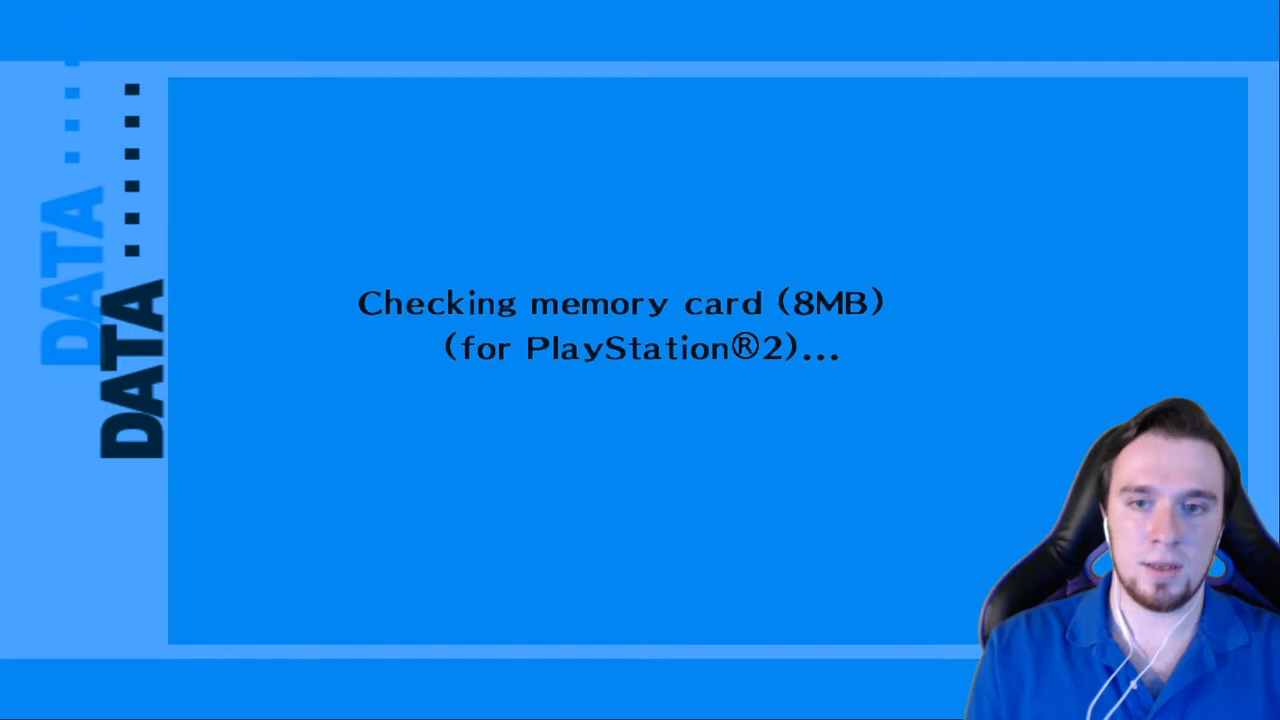 DATA ......
DATA ....
Checking memory card (8MB)
(for PlayStation®2)...